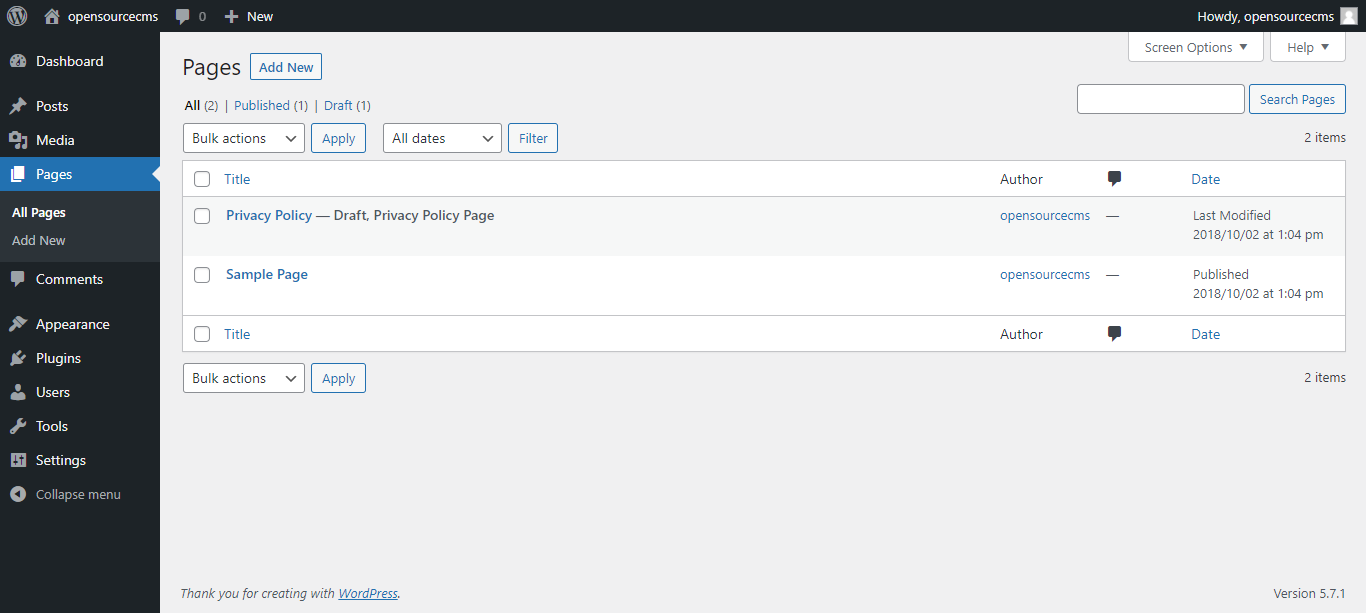 opensourcecms 0 New Howdy, opensourcecms
Screen Options Help
Dashboard
Posts
Media
Pages
All Pages
Add New
Comments
Appearance
Plugins
Users
Tools
Settings
Collapse menu
Pages Add New
All (2) | Published (1) | Draft (1)
Search Pages
Bulk actions Apply All dates Filter 2 items
Title Author Date
Privacy Policy — Draft, Privacy Policy Page opensourcecms — Last Modified
2018/10/02 at 1:04 pm
Sample Page opensourcecms — Published
2018/10/02 at 1:04 pm
Title Author Date
Bulk actions Apply 2 items
Thank you for creating with WordPress. Version 5.7.1